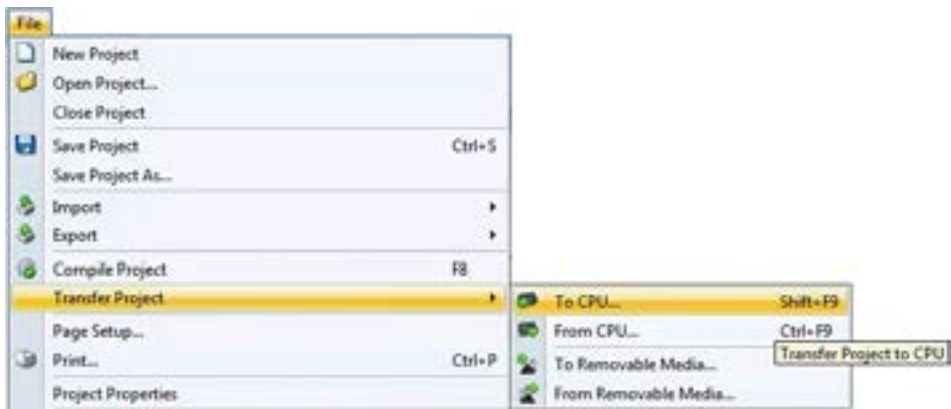 File
New Project
Open Project...
Close Project
Save Project Ctrl+S
Save Project As...
Import
Export
Compile Project F8
Transfer Project
To CPU... Shift+F9
Page Setup...
From CPU... Ctrl+F9
Transfer Project to CPU
Print... Ctrl+P
To Removable Media...
Project Properties
From Removable Media...